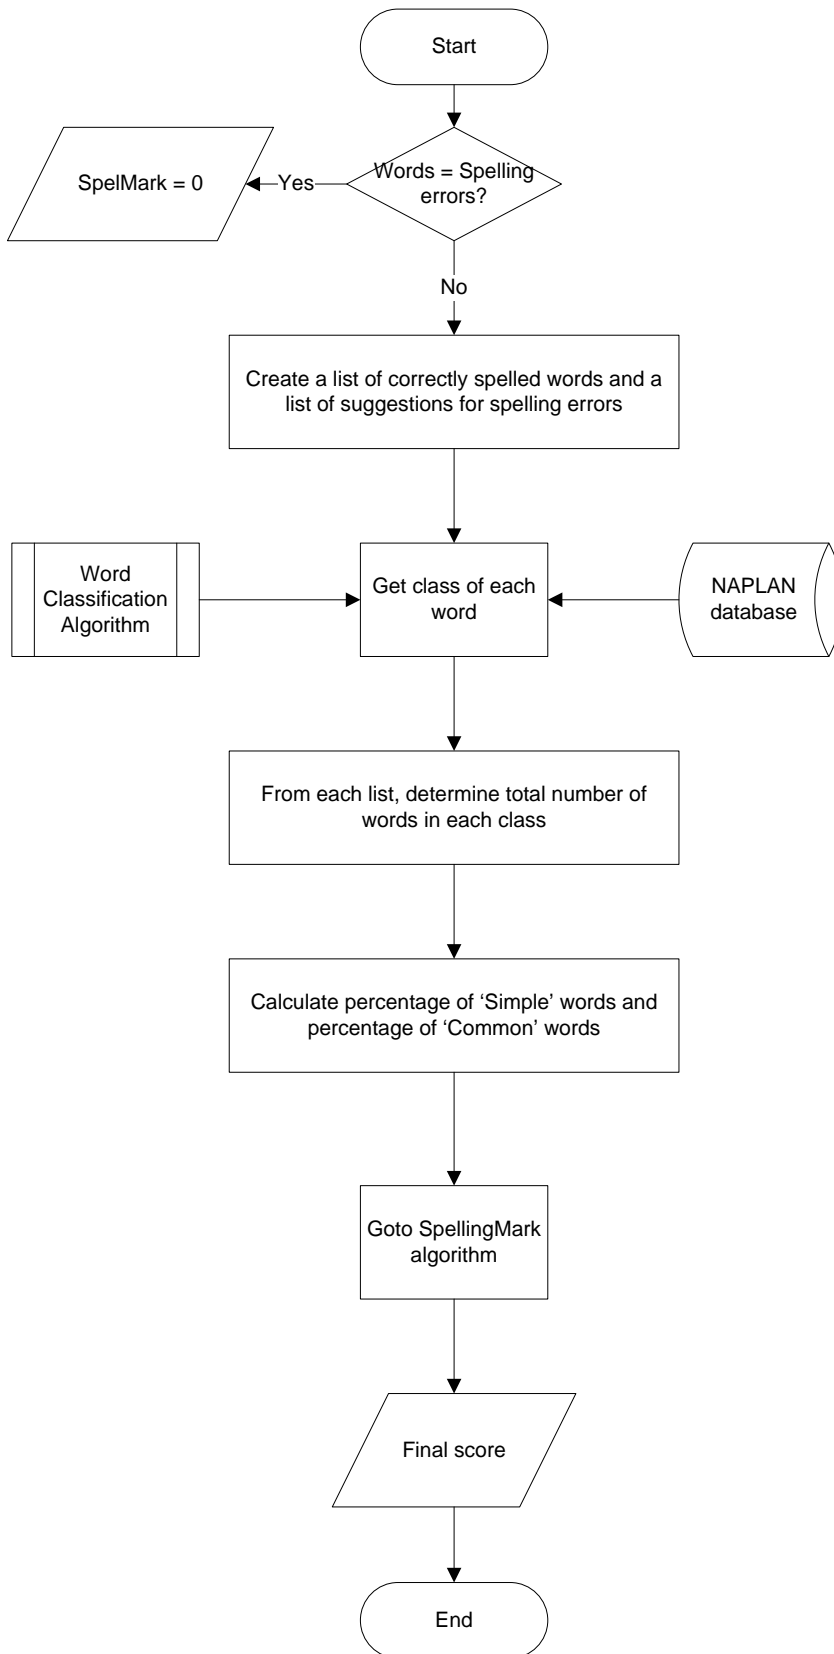 Start
Words = Spelling
errors?
Yes
SpelMark = 0
No
Create a list of correctly spelled words and a
list of suggestions for spelling errors
Word
Classification
Algorithm
Get class of each
word
NAPLAN
database
From each list, determine total number of
words in each class
Calculate percentage of ‘Simple’ words and
percentage of ‘Common’ words
Goto SpellingMark
algorithm
Final score
End